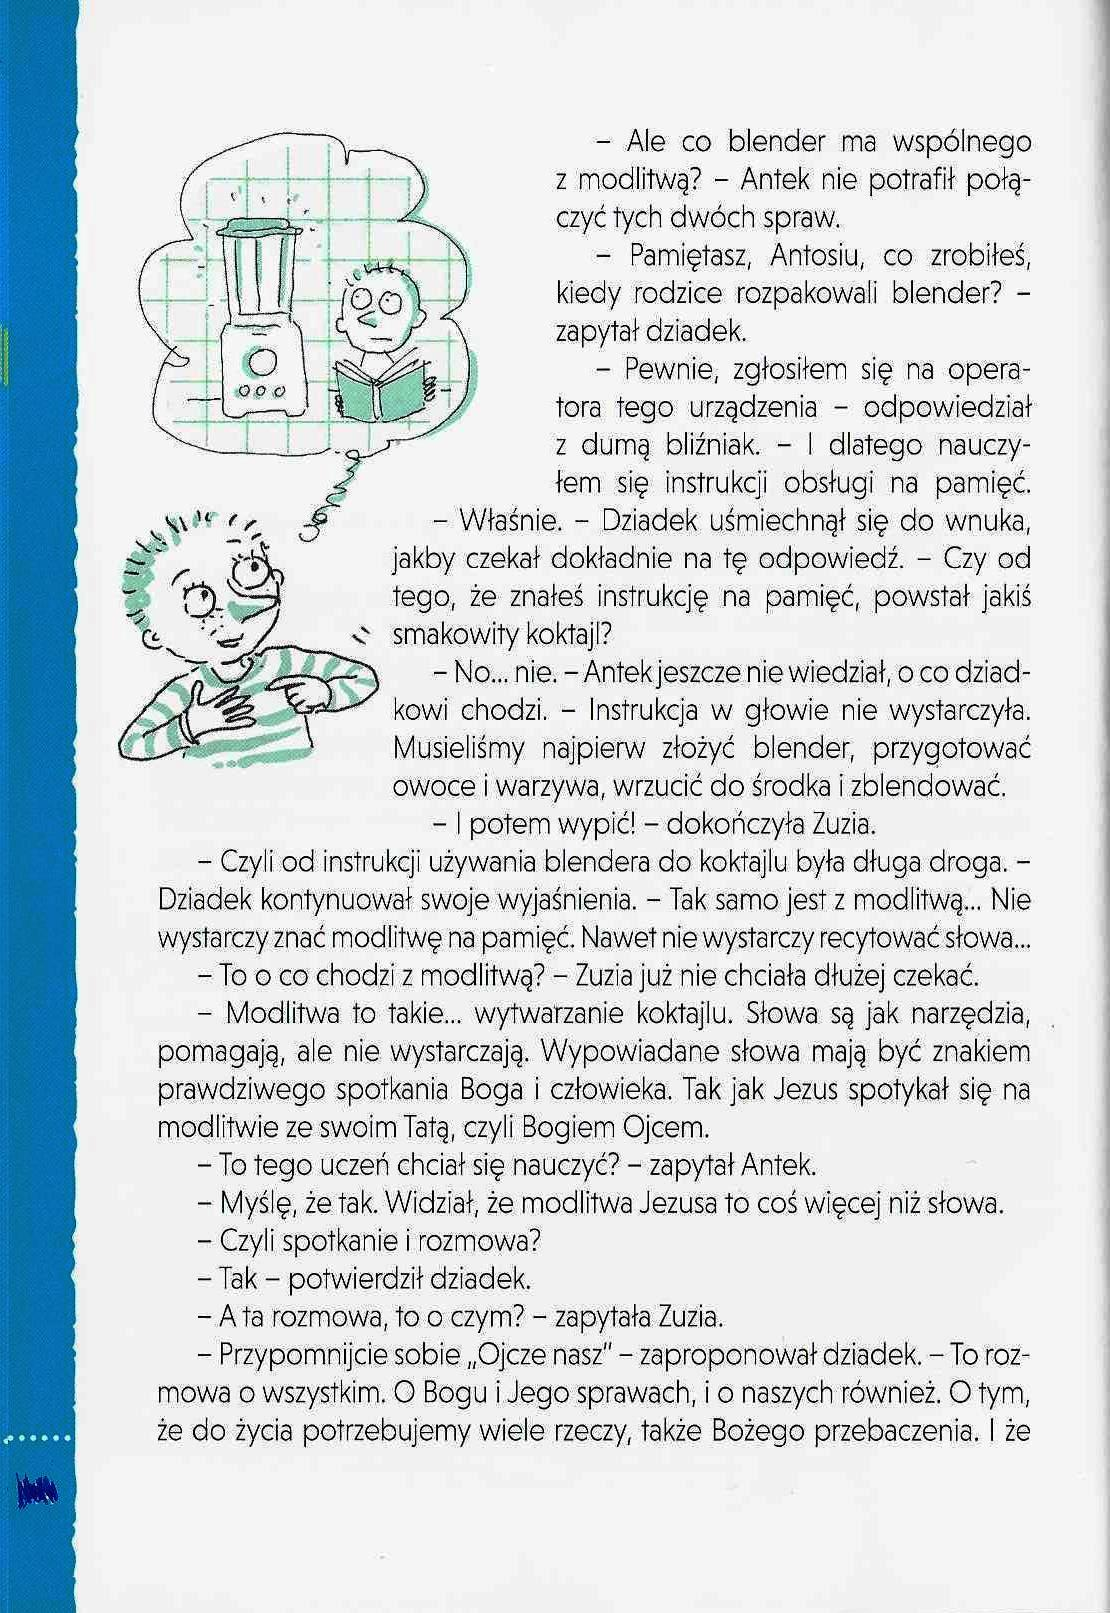 – Ale co blender ma wspólnego
z modlitwą? – Antek nie potrafił połą-
czyć tych dwóch spraw.
– Pamiętasz, Antosiu, co zrobiłeś,
kiedy rodzice rozpakowali blender? –
zapytał dziadek.
– Pewnie, zgłosiłem się na opera-
tora tego urządzenia – odpowiedział
z dumą bliźniak. – I dlatego nauczy-
łem się instrukcji obsługi na pamięć.
– Właśnie. – Dziadek uśmiechnął się do wnuka,
jakby czekał dokładnie na tę odpowiedź. – Czy od
tego, że znałeś instrukcję na pamięć, powstał jakiś
smakowity koktajl?
– No... nie. – Antek jeszcze nie wiedział, o co dziad-
kowi chodzi. – Instrukcja w głowie nie wystarczyła.
Musieliśmy najpierw złożyć blender, przygotować
owoce i warzywa, wrzucić do środka i zblendować.
– I potem wypić! – dokończyła Zuzia.
– Czyli od instrukcji używania blendera do koktajlu była długa droga. –
Dziadek kontynuował swoje wyjaśnienia. – Tak samo jest z modlitwą... Nie
wystarczy znać modlitwę na pamięć. Nawet nie wystarczy recytować słowa...
– To o co chodzi z modlitwą? – Zuzia już nie chciała dłużej czekać.
– Modlitwa to takie... wytwarzanie koktajlu. Słowa są jak narzędzia,
pomagają, ale nie wystarczają. Wypowiadane słowa mają być znakiem
prawdziwego spotkania Boga i człowieka. Tak jak Jezus spotykał się na
modlitwie ze swoim Tatą, czyli Bogiem Ojcem.
– To tego uczeń chciał się nauczyć? – zapytał Antek.
– Myślę, że tak. Widział, że modlitwa Jezusa to coś więcej niż słowa.
– Czyli spotkanie i rozmowa?
– Tak – potwierdził dziadek.
– A ta rozmowa, to o czym? – zapytała Zuzia.
– Przypomnijcie sobie „Ojcze nasz" – zaproponował dziadek. – To roz-
mowa o wszystkim. O Bogu i Jego sprawach, i o naszych również. O tym,
że do życia potrzebujemy wiele rzeczy, także Bożego przebaczenia. I że